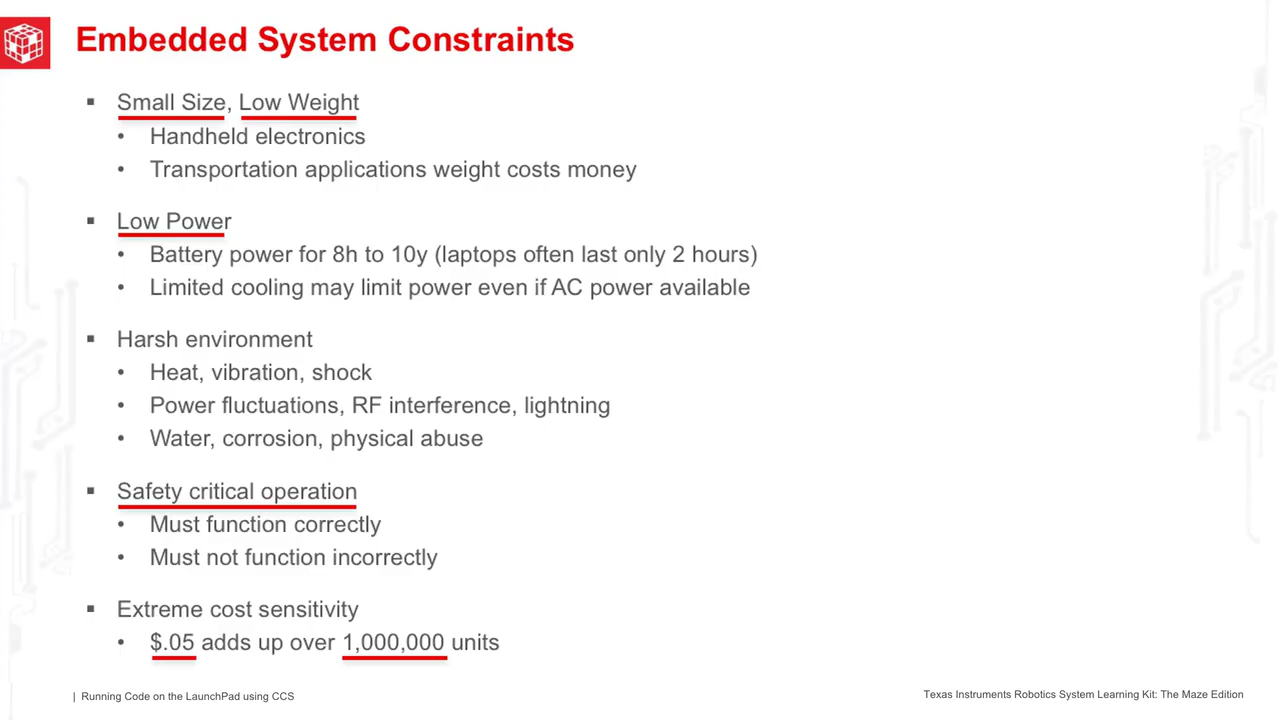 Embedded System Constraints
▪ Small Size, Low Weight
• Handheld electronics
• Transportation applications weight costs money
▪ Low Power
• Battery power for 8h to 10y (laptops often last only 2 hours)
• Limited cooling may limit power even if AC power available
▪ Harsh environment
• Heat, vibration, shock
• Power fluctuations, RF interference, lightning
• Water, corrosion, physical abuse
▪ Safety critical operation
• Must function correctly
• Must not function incorrectly
▪ Extreme cost sensitivity
• $.05 adds up over 1,000,000 units
| Running Code on the LaunchPad using CCS
Texas Instruments Robotics System Learning Kit: The Maze Edition